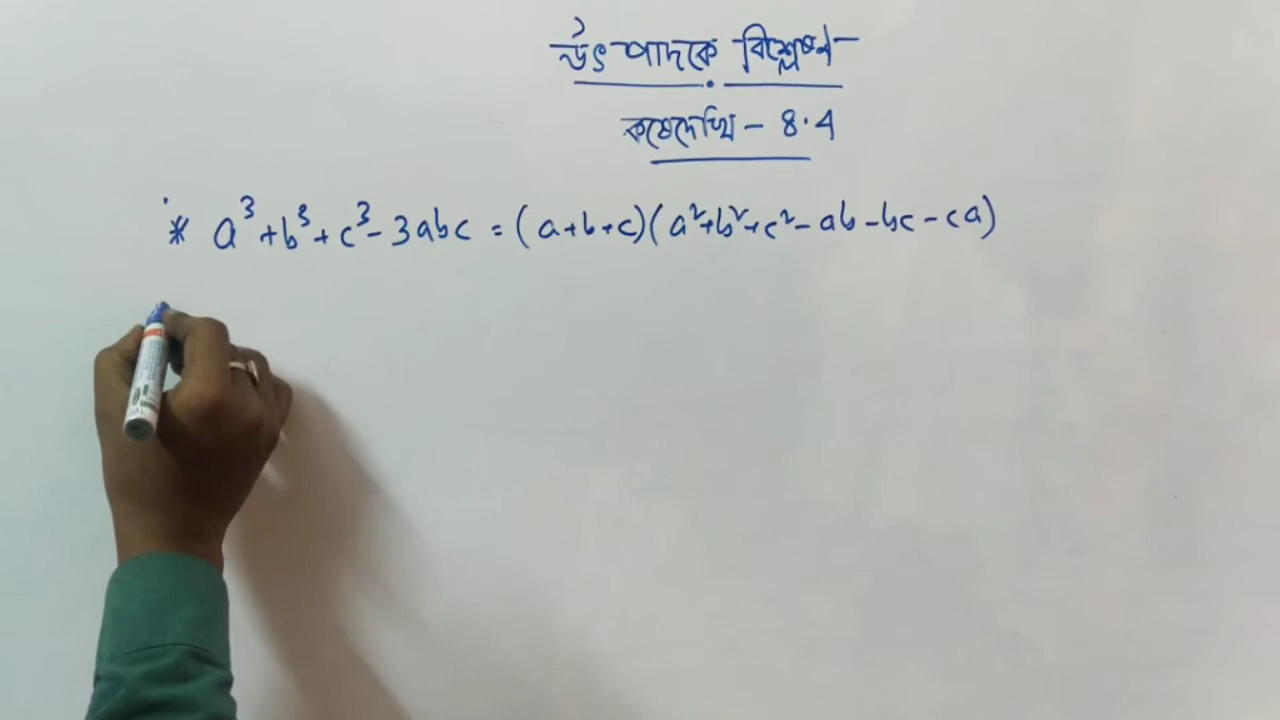 উৎপাদকে বিশ্লেষণ
কষেদেখি - 8.4
* a³ + b³ + c³ - 3abc = (a+b+c)(a²+b²+c² - ab - bc - ca)